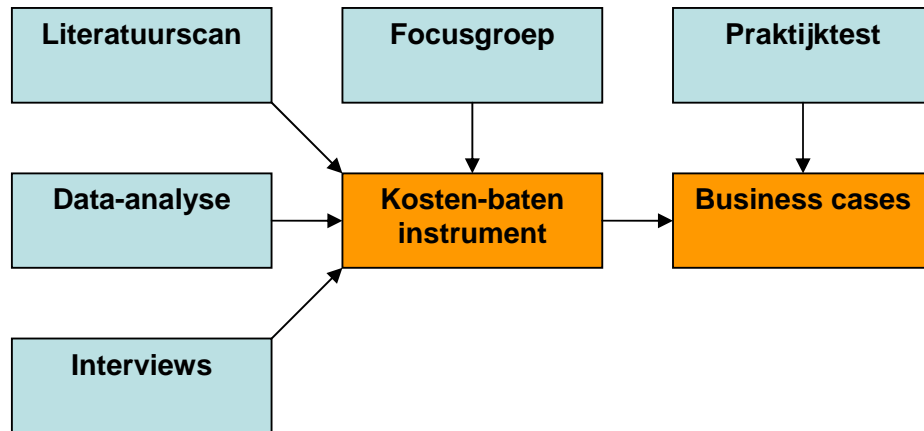 Literatuurscan
Focusgroep
Praktijktest
Data-analyse
Kosten-baten
instrument
Business cases
Interviews